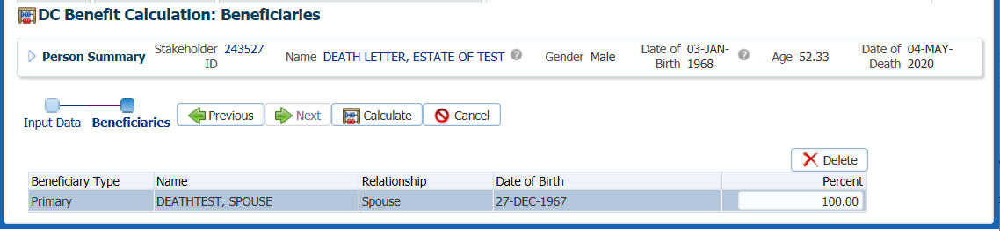 DC Benefit Calculation: Beneficiaries
Person Summary Stakeholder ID 243527 Name DEATH LETTER, ESTATE OF TEST Gender Male Date of Birth 03-JAN-1968 Age 52.33 Date of Death 04-MAY-2020
Input Data Beneficiaries Previous Next Calculate Cancel
Delete
Beneficiary Type Name Relationship Date of Birth Percent
Primary DEATHTEST, SPOUSE Spouse 27-DEC-1967 100.00